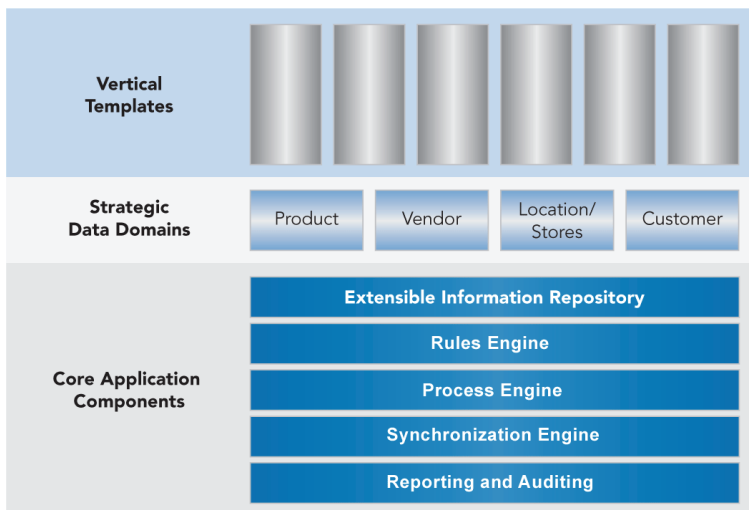 Vertical
Templates
Strategic
Data Domains
Product
Vendor
Location/
Stores
Customer
Core Application
Components
Extensible Information Repository
Rules Engine
Process Engine
Synchronization Engine
Reporting and Auditing